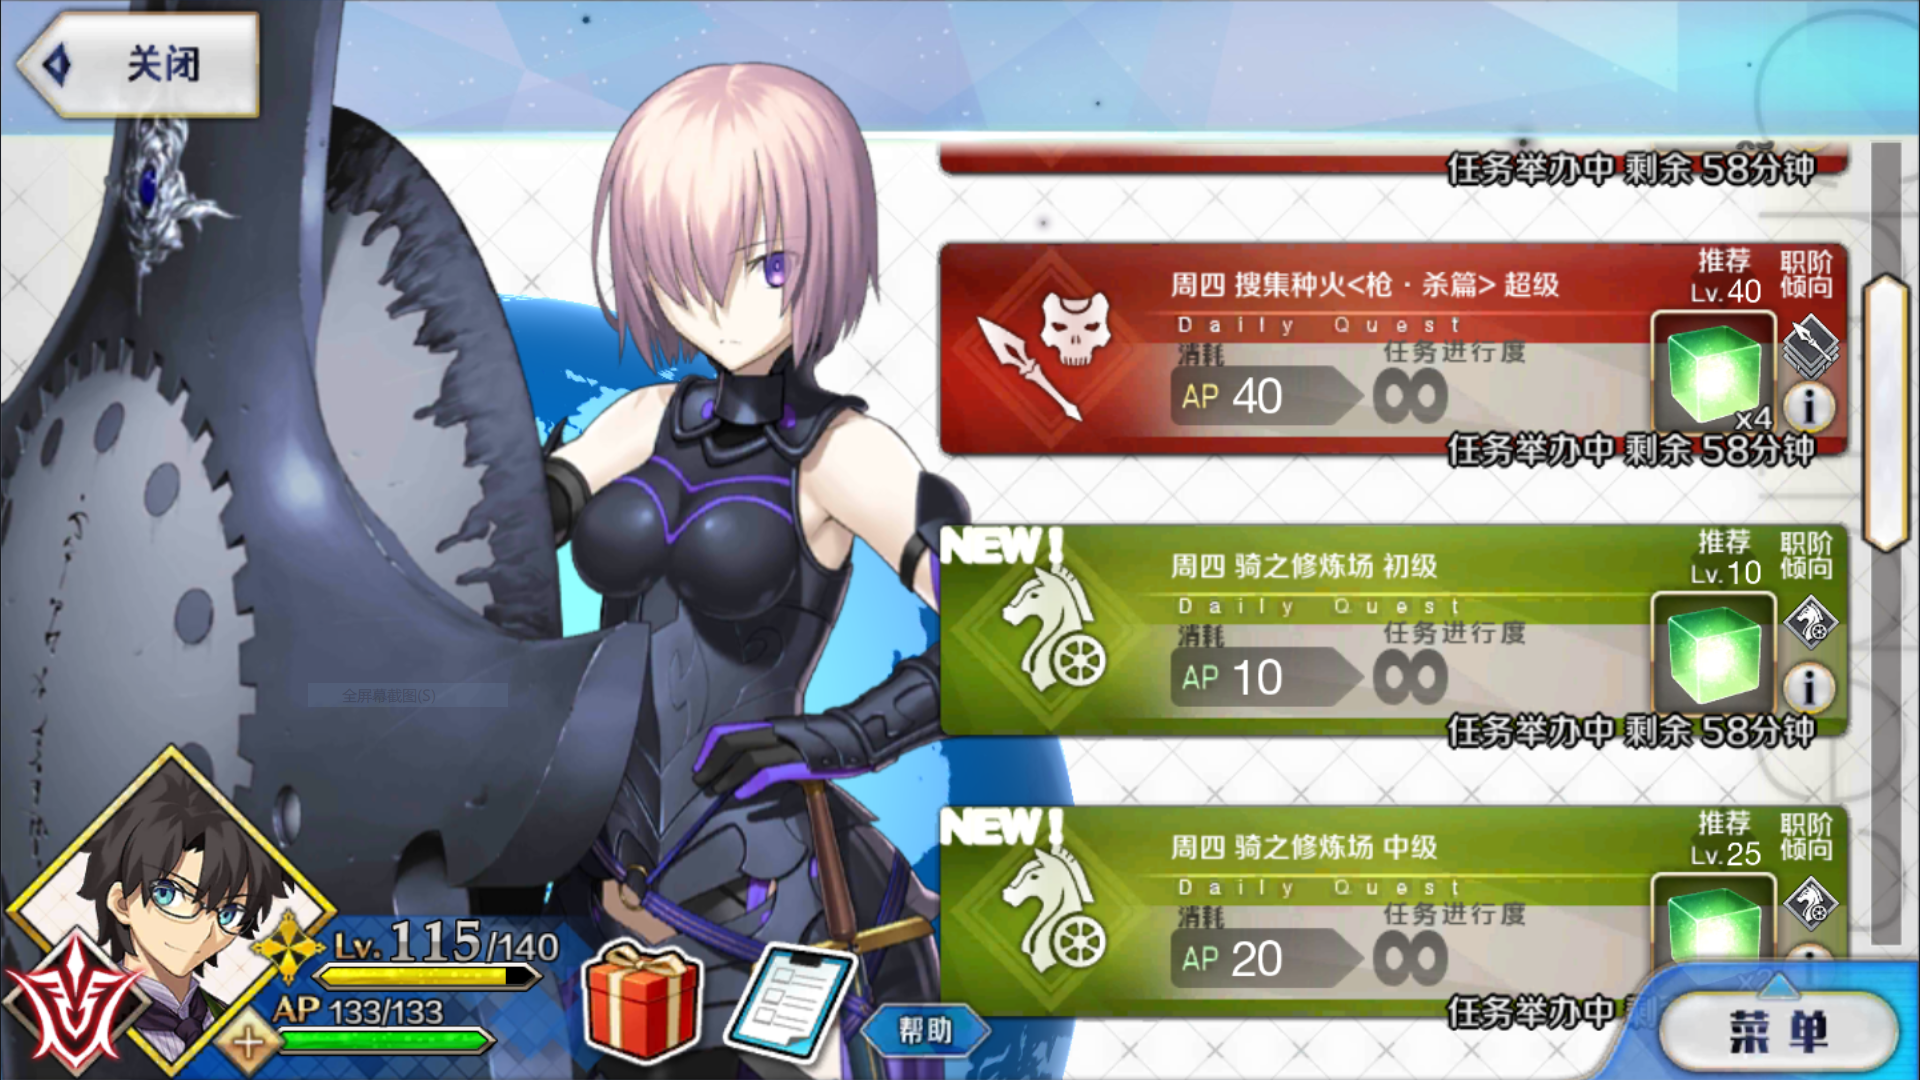 关闭
任务举办中 剩余 58分钟
周四 搜集种火<枪·杀篇> 超级
推荐
Lv.40
职阶
倾向
Daily Quest
消耗
任务进行度
AP 40
∞
x4
i
任务举办中 剩余 58分钟
NEW!
周四 骑之修炼场 初级
推荐
Lv.10
职阶
倾向
Daily Quest
消耗
任务进行度
AP 10
∞
i
任务举办中 剩余 58分钟
NEW!
周四 骑之修炼场 中级
推荐
Lv.25
职阶
倾向
Daily Quest
消耗
任务进行度
AP 20
∞
任务举办中 剩
全屏幕截图(S)
Lv.115/140
AP 133/133
帮助
菜单